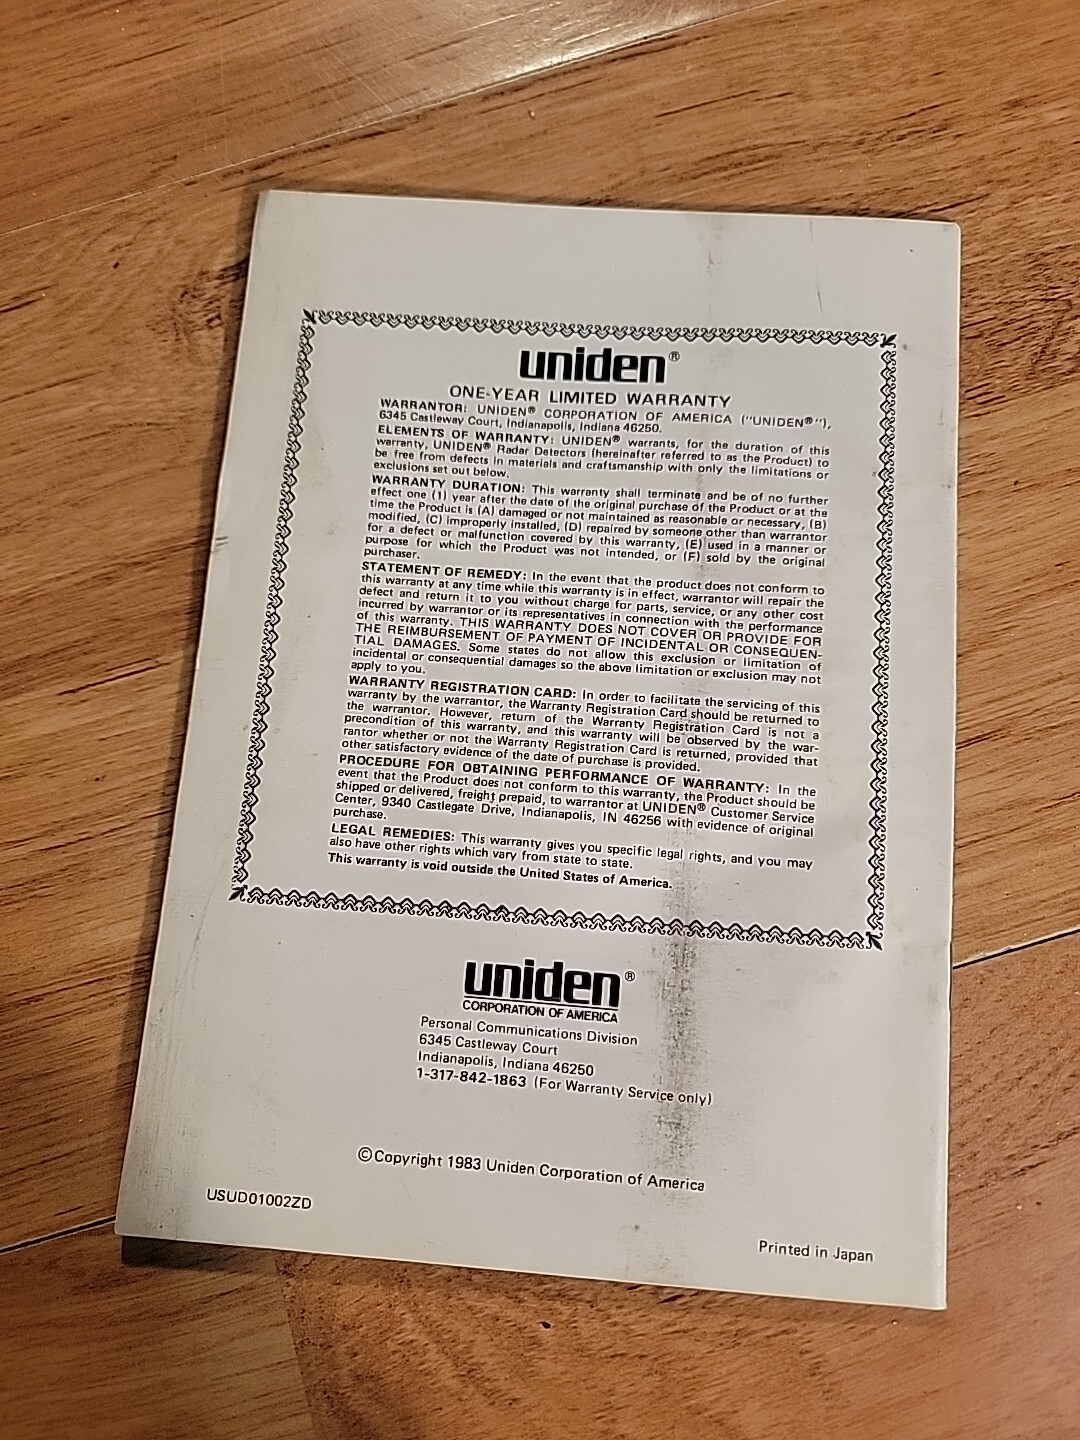 uniden®
ONE-YEAR LIMITED WARRANTY
WARRANTOR: UNIDEN® CORPORATION OF AMERICA ("UNIDEN®"),
6345 Castleway Court, Indianapolis, Indiana 46250.
ELEMENTS OF WARRANTY: UNIDEN® warrants, for the duration of this
warranty, UNIDEN® Radar Detectors (hereinafter referred to as the Product) to
be free from defects in materials and craftsmanship with only the limitations or
exclusions set out below.
WARRANTY DURATION: This warranty shall terminate and be of no further
effect one (1) year after the date of the original purchase of the Product or at the
time the Product is (A) damaged or not maintained as reasonable or necessary, (B)
modified, (C) improperly installed, (D) repaired by someone other than warrantor
for a defect or malfunction covered by this warranty, (E) used in a manner or
purpose for which the Product was not intended, or (F) sold by the original
purchaser.
STATEMENT OF REMEDY: In the event that the product does not conform to
this warranty at any time while this warranty is in effect, warrantor will repair the
defect and return it to you without charge for parts, service, or any other cost
incurred by warrantor or its representatives in connection with the performance
of this warranty. THIS WARRANTY DOES NOT COVER OR PROVIDE FOR
THE REIMBURSEMENT OF PAYMENT OF INCIDENTAL OR CONSEQUEN-
TIAL DAMAGES. Some states do not allow this exclusion or limitation of
incidental or consequential damages so the above limitation or exclusion may not
apply to you.
WARRANTY REGISTRATION CARD: In order to facilitate the servicing of this
warranty by the warrantor, the Warranty Registration Card should be returned to
the warrantor. However, return of the Warranty Registration Card is not a
precondition of this warranty, and this warranty will be observed by the war-
rantor whether or not the Warranty Registration Card is returned, provided that
other satisfactory evidence of the date of purchase is provided.
PROCEDURE FOR OBTAINING PERFORMANCE OF WARRANTY: In the
event that the Product does not conform to this warranty, the Product should be
shipped or delivered, freight prepaid, to warrantor at UNIDEN® Customer Service
Center, 9340 Castlegate Drive, Indianapolis, IN 46256 with evidence of original
purchase.
LEGAL REMEDIES: This warranty gives you specific legal rights, and you may
also have other rights which vary from state to state.
This warranty is void outside the United States of America.
uniden®
CORPORATION OF AMERICA
Personal Communications Division
6345 Castleway Court
Indianapolis, Indiana 46250
1-317-842-1863 (For Warranty Service only)
©Copyright 1983 Uniden Corporation of America
USUD01002ZD
Printed in Japan